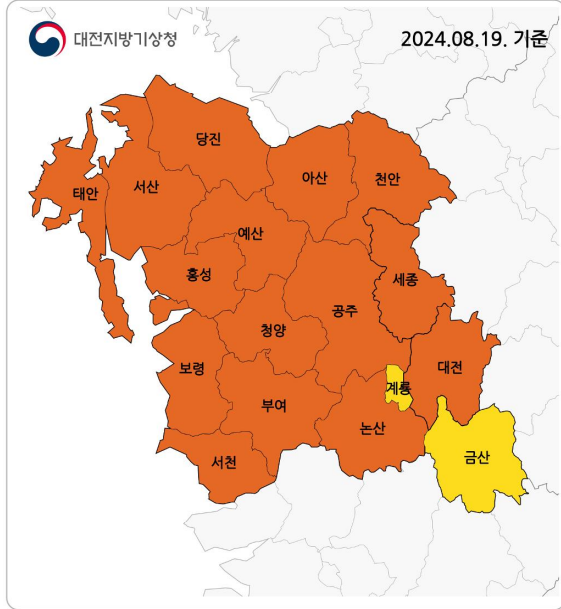 대전지방기상청
2024.08.19. 기준
당진
아산
천안
태안
서산
예산
홍성
세종
공주
청양
보령
대전
계룡
부여
논산
서천
금산